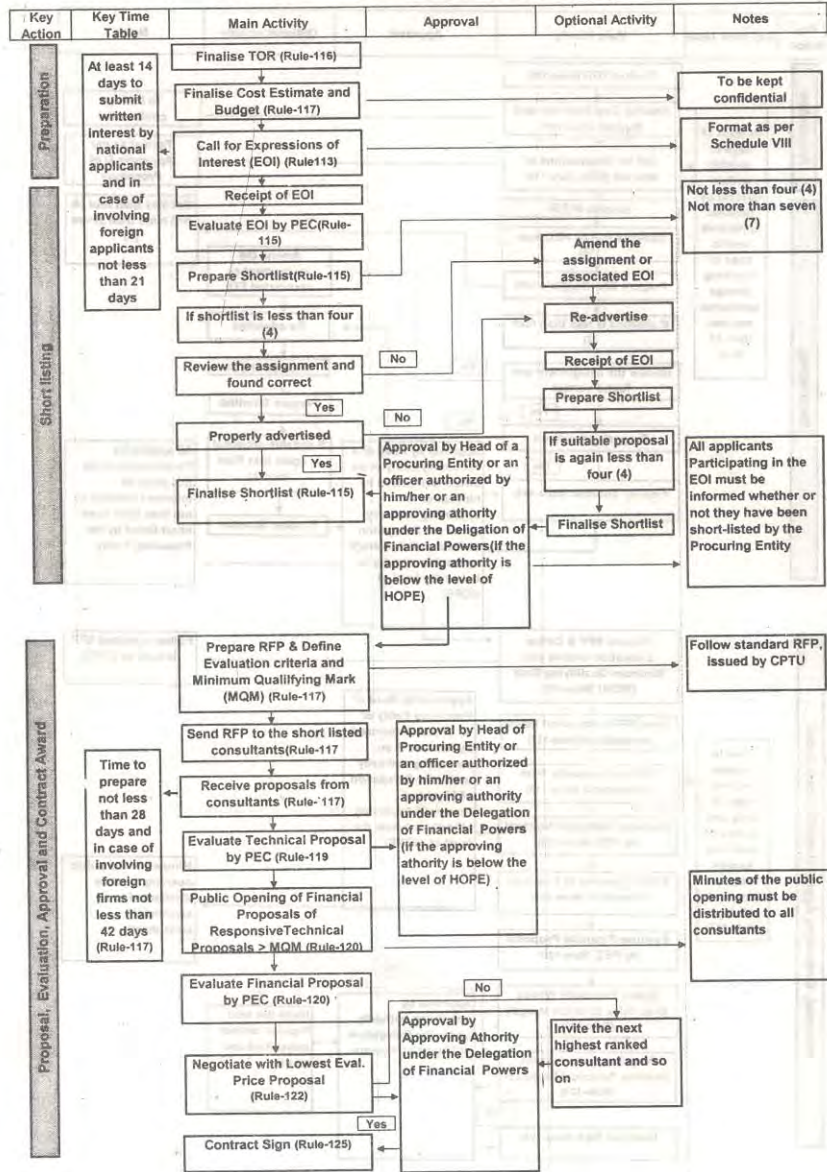 Key Action
Key Time Table
Main Activity
Approval
Optional Activity
Notes
Preparation
At least 14
days to
submit
written
interest by
national
applicants
and in
case of
involving
foreign
applicants
not less
than 21
days
Finalise TOR (Rule-116)
Finalise Cost Estimate and
Budget (Rule-117)
To be kept
confidential
Call for Expressions of
Interest (EOI) (Rule113)
Format as per
Schedule VIII
Short listing
Receipt of EOI
Evaluate EOI by PEC(Rule-
115)
Prepare Shortlist(Rule-115)
Not less than four (4)
Not more than seven
(7)
If shortlist is less than four
(4)
Review the assignment and
found correct
No
Yes
Properly advertised
No
Yes
Finalise Shortlist (Rule-115)
Approval by Head of a
Procuring Entity or an
officer authorized by
him/her or an
approving athority
under the Deligation of
Financial Powers(if the
approving athority is
below the level of
HOPE)
Amend the
assignment or
associated EOI
Re-advertise
Receipt of EOI
Prepare Shortlist
If suitable proposal
is again less than
four (4)
Finalise Shortlist
All applicants
Participating in the
EOI must be
informed whether or
not they have been
short-listed by the
Procuring Entity
Proposal, Evaluation, Approval and Contract Award
Prepare RFP & Define
Evaluation criteria and
Minimum Qualilfying Mark
(MQM) (Rule-117)
Follow standard RFP,
issued by CPTU
Send RFP to the short listed
consultants(Rule-117
Time to
prepare
not less
than 28
days and
in case of
involving
foreign
firms not
less than
42 days
(Rule-117)
Receive proposals from
consultants (Rule-'117)
Evaluate Technical Proposal
by PEC (Rule-119
Approval by Head of
Procuring Entity or
an officer authorized
by him/her or an
approving authority
under the Delegation
of Financial Powers
(if the approving
athority is below the
level of HOPE)
Public Opening of Financial
Proposals of
ResponsiveTechnical
Proposals > MQM (Rule-120)
Minutes of the public
opening must be
distributed to all
consultants
Evaluate Financial Proposal
by PEC (Rule-120)
No
Negotiate with Lowest Eval.
Price Proposal
(Rule-122)
Approval by
Approving Athority
under the Delegation
of Financial Powers
Invite the next
highest ranked
consultant and so
on
Yes
Contract Sign (Rule-125)